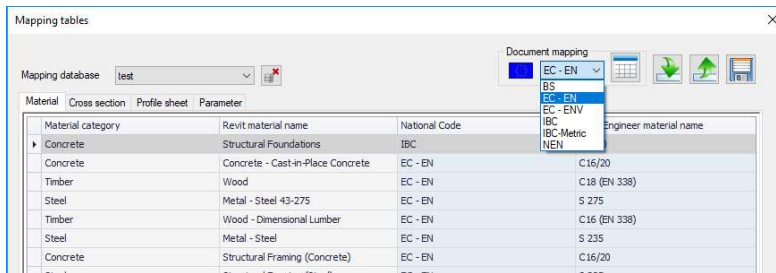 Mapping tables
Document mapping
Mapping database test EC - EN
BS
EC - EN
EC - ENV
IBC
IBC-Metric
NEN
Material Cross section Profile sheet Parameter
Material category Revit material name National Code Engineer material name
Concrete Structural Foundations IBC
Concrete Concrete - Cast-in-Place Concrete EC - EN C16/20
Timber Wood EC - EN C18 (EN 338)
Steel Metal - Steel 43-275 EC - EN S 275
Timber Wood - Dimensional Lumber EC - EN C16 (EN 338)
Steel Metal - Steel EC - EN S 235
Concrete Structural Framing (Concrete) EC - EN C16/20